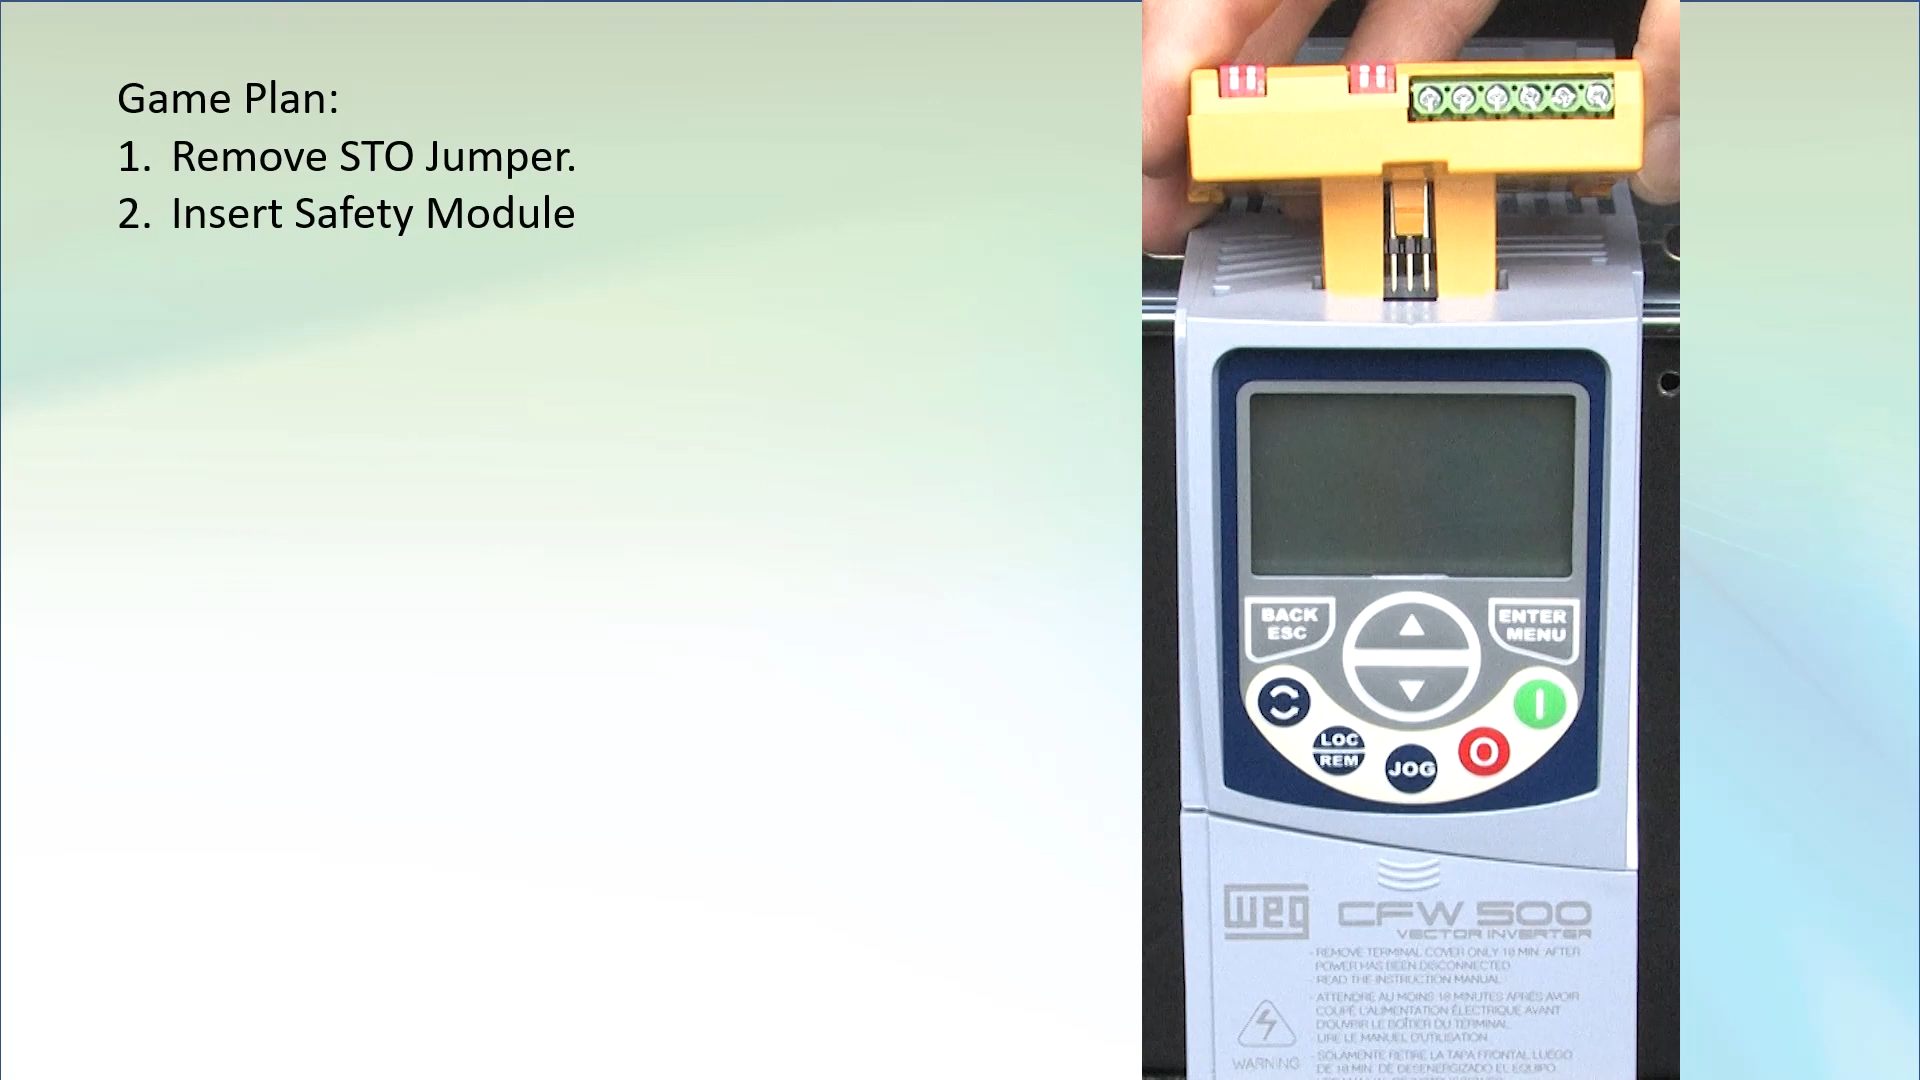 Game Plan:
1. Remove STO Jumper.
2. Insert Safety Module
BACK
ESC
ENTER
MENU
LOC
REM
JOG
WEG
CFW 500
VECTOR INVERTER
- REMOVE TERMINAL COVER ONLY 10 MIN. AFTER
POWER HAS BEEN DISCONNECTED
- READ THE INSTRUCTION MANUAL
- ATTENDRE AU MOINS 10 MINUTES APRÈS AVOIR
COUPÉ L'ALIMENTATION ÉLECTRIQUE AVANT
D'OUVRIR LE BOÎTIER DU TERMINAL
LIRE LE MANUEL D'UTILISATION
WARNING
- SOLAMENTE RETIRE LA TAPA FRONTAL LUEGO
DE 10 MIN. DE DESENERGIZADO EL EQUIPO